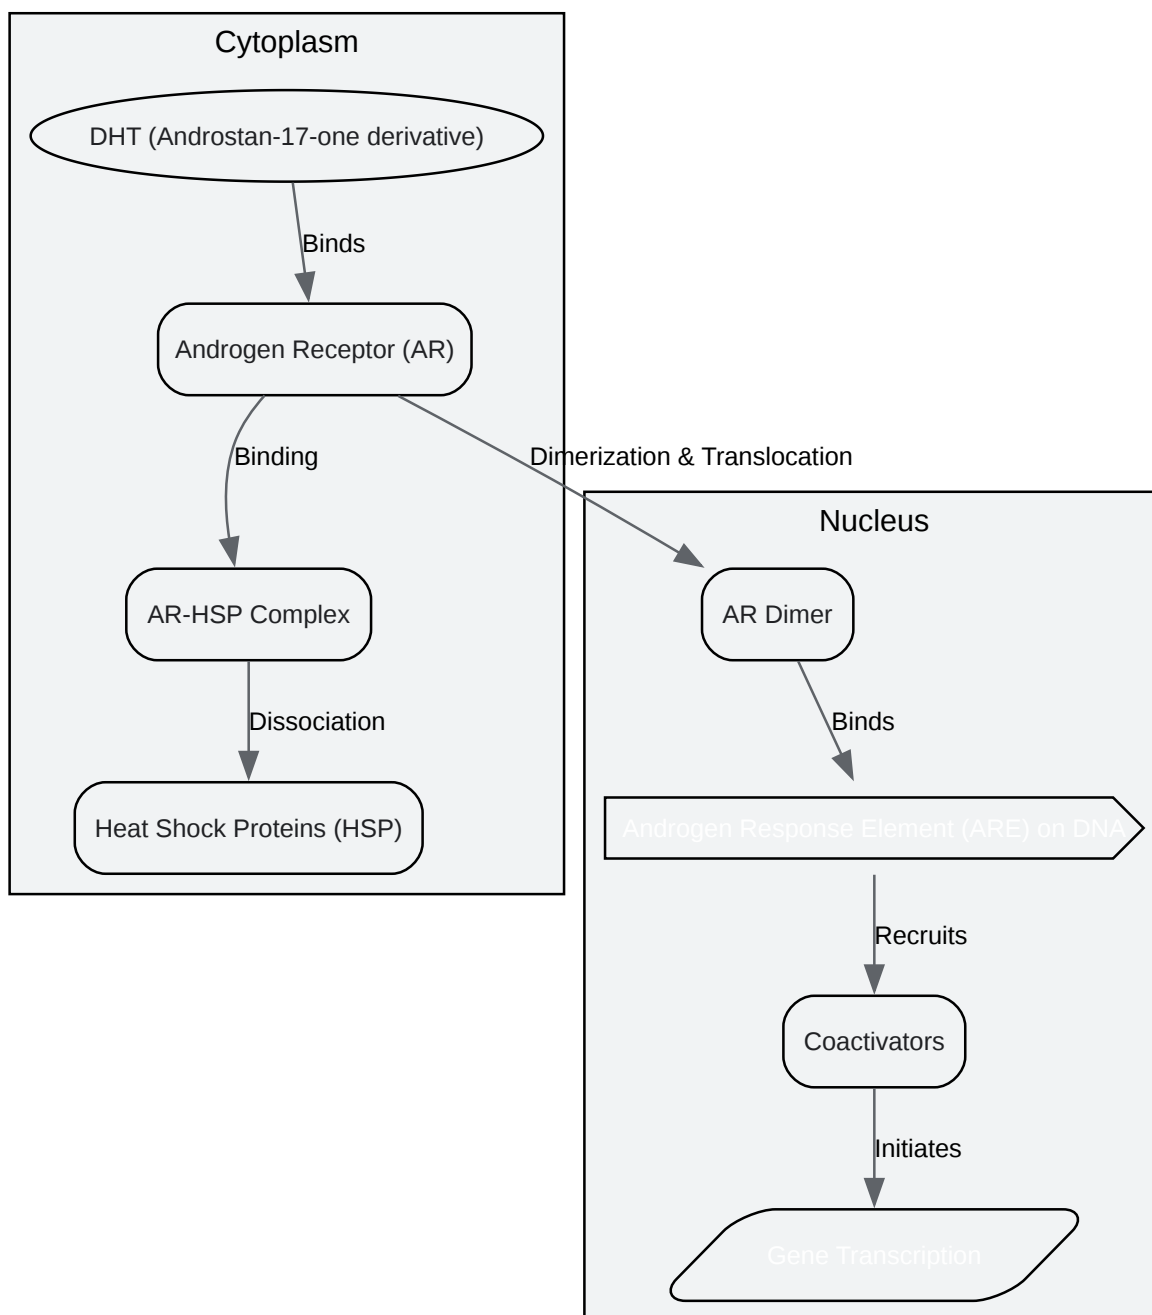 Cytoplasm
DHT (Androstan-17-one derivative)
Binds
Androgen Receptor (AR)
Binding
Dimerization & Translocation
Nucleus
AR-HSP Complex
AR Dimer
Dissociation
Binds
Heat Shock Proteins (HSP)
Androgen Response Element (ARE) on DNA
Recruits
Coactivators
Initiates
Gene Transcription